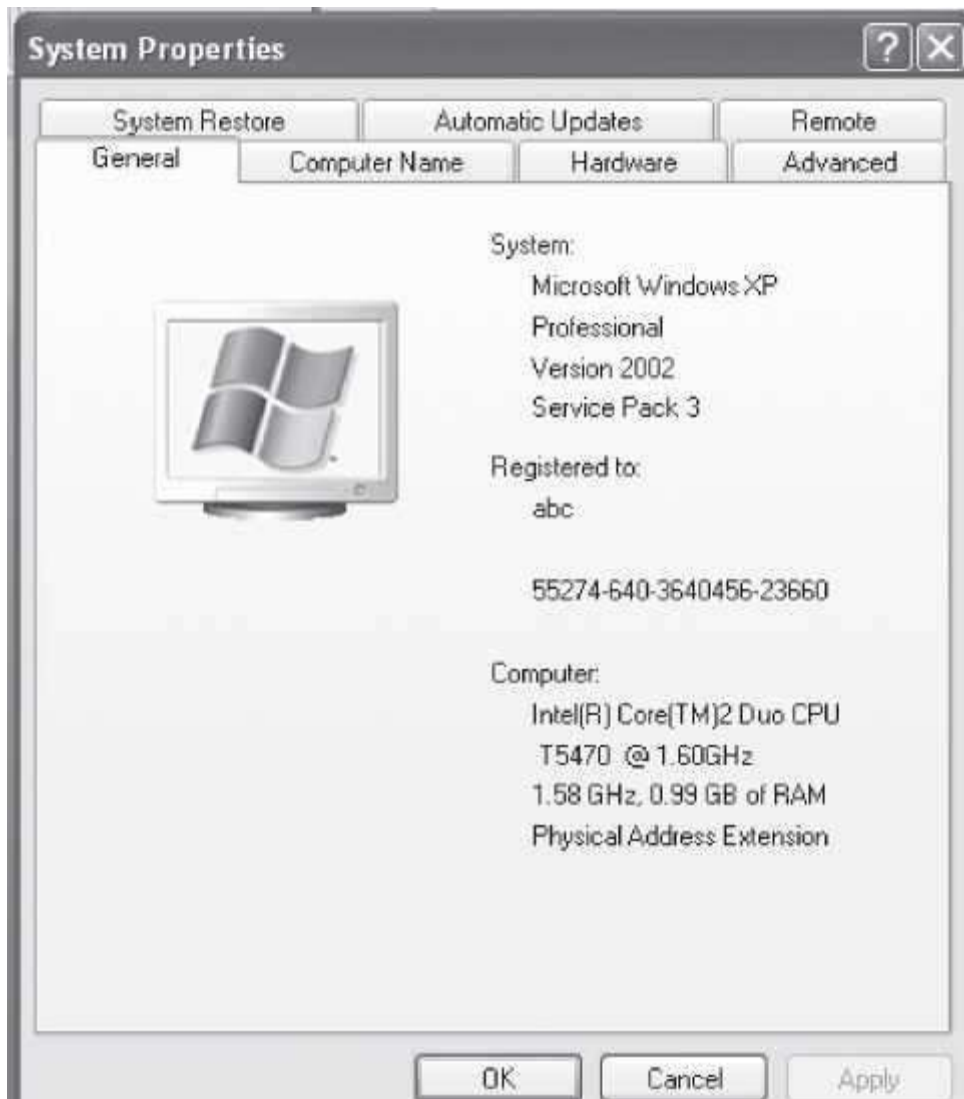 System Properties
System Restore Automatic Updates Remote
General Computer Name Hardware Advanced
System:
Microsoft Windows XP
Professional
Version 2002
Service Pack 3
Registered to:
abc
55274-640-3640456-23660
Computer:
Intel(R) Core(TM)2 Duo CPU
T5470 @ 1.60GHz
1.58 GHz, 0.99 GB of RAM
Physical Address Extension
OK Cancel Apply